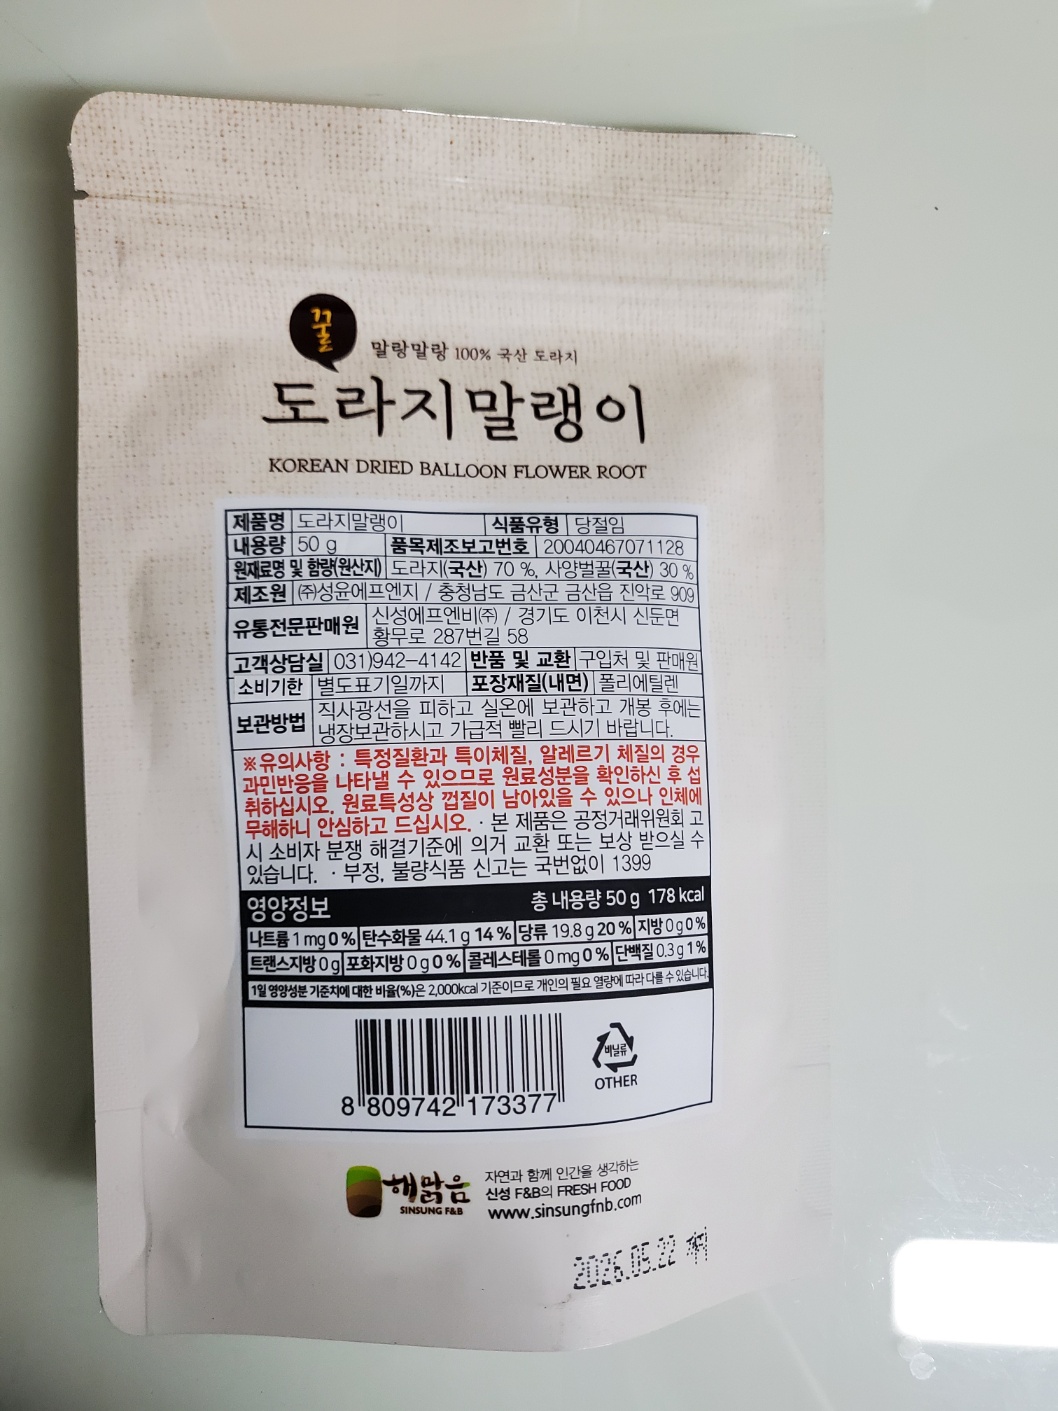 꿀
말랑말랑 100% 국산 도라지
도라지말랭이
KOREAN DRIED BALLOON FLOWER ROOT
제품명 도라지말랭이 식품유형 당절임
내용량 50 g 품목제조보고번호 20040467071128
원재료명 및 함량(원산지) 도라지(국산) 70 %, 사양벌꿀(국산) 30 %
제조원 ㈜성윤에프엔지 / 충청남도 금산군 금산읍 진악로 909
유통전문판매원 신성에프엔비㈜ / 경기도 이천시 신둔면
황무로 287번길 58
고객상담실 031)942-4142 반품 및 교환 구입처 및 판매원
소비기한 별도표기일까지 포장재질(내면) 폴리에틸렌
보관방법 직사광선을 피하고 실온에 보관하고 개봉 후에는
냉장보관하시고 가급적 빨리 드시기 바랍니다.
※유의사항 : 특정질환과 특이체질, 알레르기 체질의 경우
과민반응을 나타낼 수 있으므로 원료성분을 확인하신 후 섭
취하십시오. 원료특성상 껍질이 남아있을 수 있으나 인체에
무해하니 안심하고 드십시오. · 본 제품은 공정거래위원회 고
시 소비자 분쟁 해결기준에 의거 교환 또는 보상 받으실 수
있습니다. · 부정, 불량식품 신고는 국번없이 1399
영양정보 총 내용량 50 g 178 kcal
나트륨 1 mg 0 % 탄수화물 44.1 g 14 % 당류 19.8 g 20 % 지방 0 g 0 %
트랜스지방 0 g 포화지방 0 g 0 % 콜레스테롤 0 mg 0 % 단백질 0.3 g 1 %
1일 영양성분 기준치에 대한 비율(%)은 2,000kcal 기준이므로 개인의 필요 열량에 따라 다를 수 있습니다.
비닐류
OTHER
8 809742 173377
해맑음
SINSUNG F&B
자연과 함께 인간을 생각하는
신성 F&B의 FRESH FOOD
www.sinsungfnb.com
2026.05.22 까지